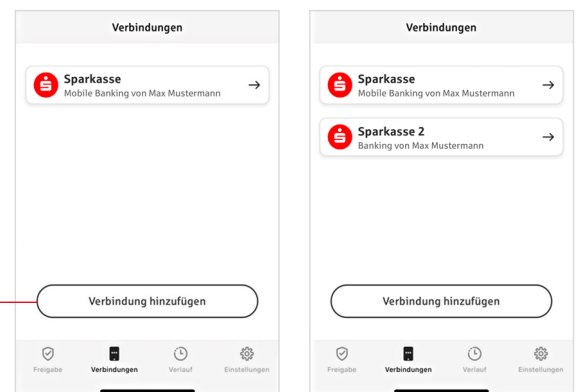 Verbindungen
Sparkasse
Mobile Banking von Max Mustermann
Verbindung hinzufügen
Freigabe
Verbindungen
Verlauf
Einstellungen
Verbindungen
Sparkasse
Mobile Banking von Max Mustermann
Sparkasse 2
Banking von Max Mustermann
Verbindung hinzufügen
Freigabe
Verbindungen
Verlauf
Einstellungen